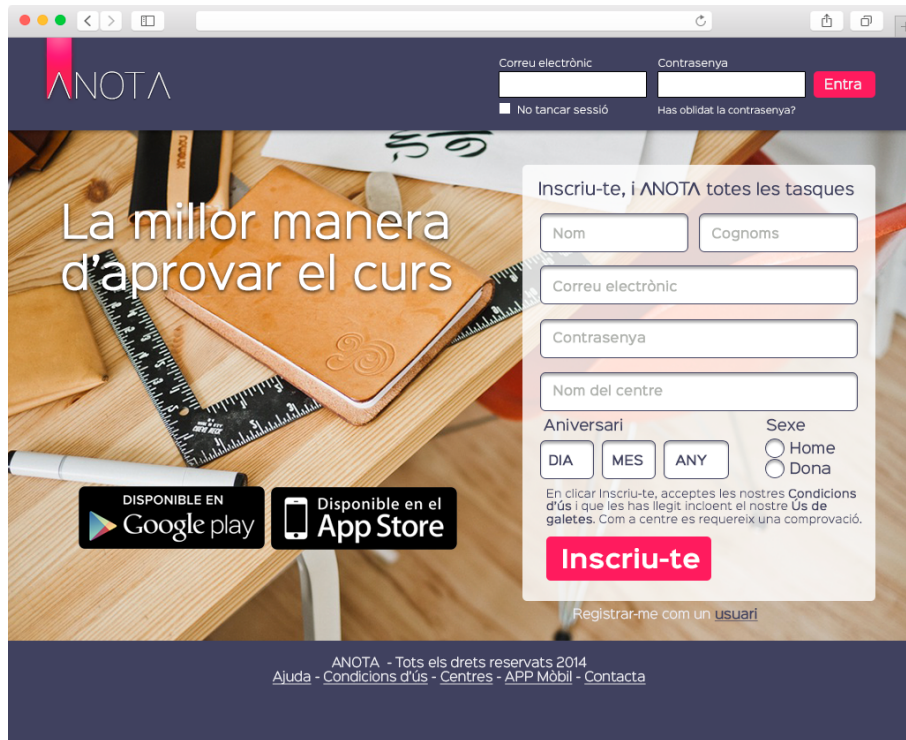 ANOTA
Correu electrònic
Contrasenya
Entra
No tancar sessió
Has oblidat la contrasenya?
La millor manera
d'aprovar el curs
DISPONIBLE EN
Google play
Disponible en el
App Store
Inscriu-te, i ANOTA totes les tasques
Nom
Cognoms
Correu electrònic
Contrasenya
Nom del centre
Aniversari
Sexe
DIA
MES
ANY
Home
Dona
En clicar Inscriu-te, acceptes les nostres Condicions
d'ús i que les has llegit incloent el nostre Ús de
galetes. Com a centre es requereix una comprovació.
Inscriu-te
Registrar-me com un usuari
ANOTA - Tots els drets reservats 2014
Ajuda - Condicions d'ús - Centres - APP Mòbil - Contacta